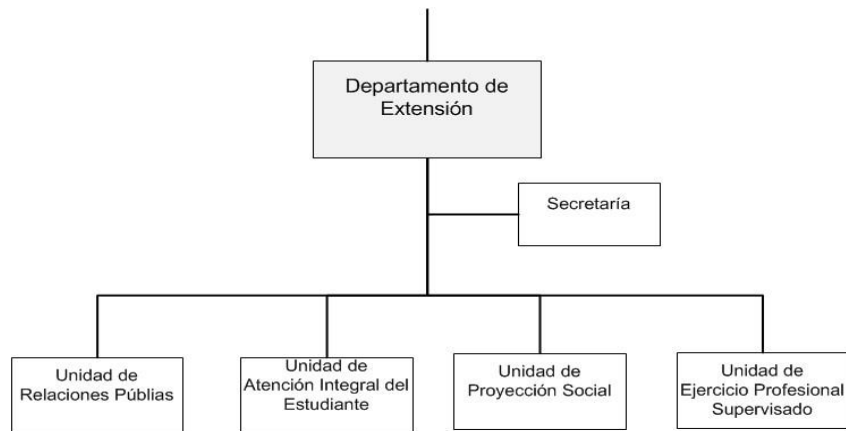 Departamento de
Extensión
Secretaría
Unidad de
Relaciones Públias
Unidad de
Atención Integral del
Estudiante
Unidad de
Proyección Social
Unidad de
Ejercicio Profesional
Supervisado